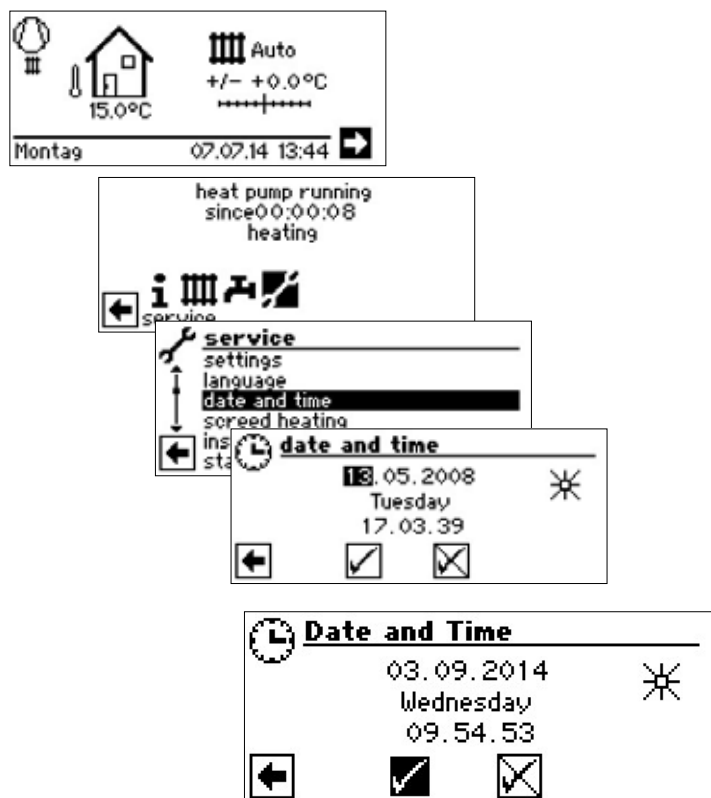 Auto
+/- +0.0°C
15.0°C
Montag 07.07.14 13:44
heat pump running
since00:00:08
heating
service
service
settings
language
date and time
screed heating
ins
sta
date and time
13.05.2008
Tuesday
17.03.39
Date and Time
03.09.2014
Wednesday
09.54.53